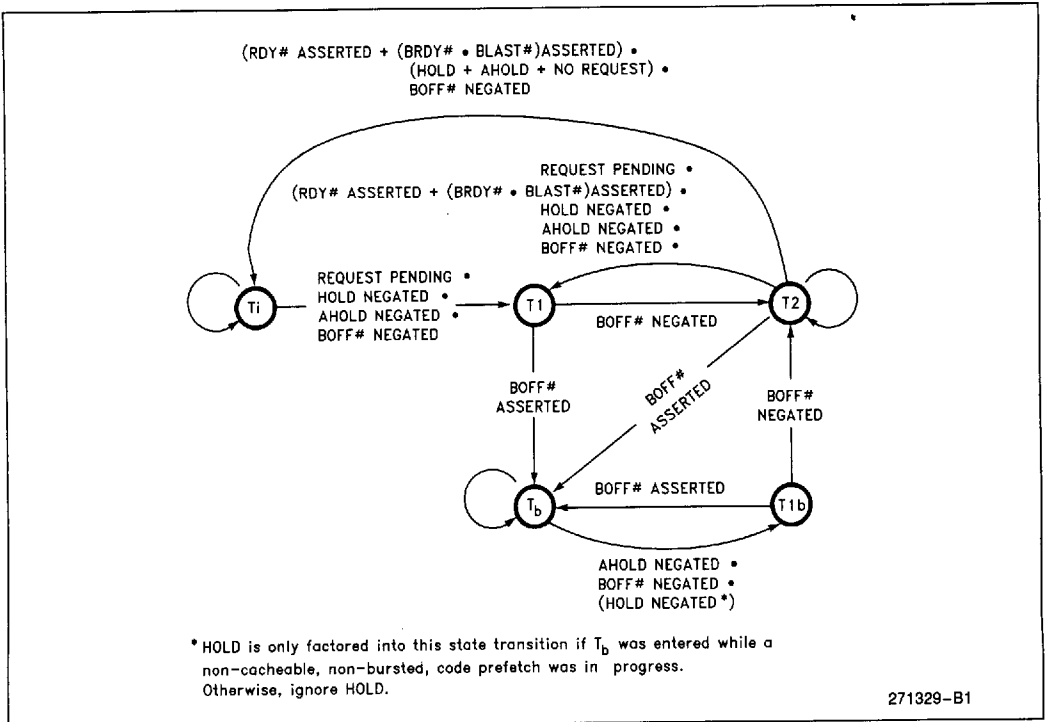 (RDY# ASSERTED + (BRDY# • BLAST#)ASSERTED) •
(HOLD + AHOLD + NO REQUEST) •
BOFF# NEGATED
REQUEST PENDING •
(RDY# ASSERTED + (BRDY# • BLAST#)ASSERTED) •
HOLD NEGATED •
AHOLD NEGATED •
BOFF# NEGATED •
REQUEST PENDING •
HOLD NEGATED •
AHOLD NEGATED •
BOFF# NEGATED
Ti
T1
T2
BOFF# NEGATED
BOFF#
ASSERTED
BOFF#
ASSERTED
BOFF#
NEGATED
BOFF# ASSERTED
Tb
T1b
AHOLD NEGATED •
BOFF# NEGATED •
(HOLD NEGATED*)
* HOLD is only factored into this state transition if Tb was entered while a
non-cacheable, non-bursted, code prefetch was in progress.
Otherwise, ignore HOLD.
271329-B1